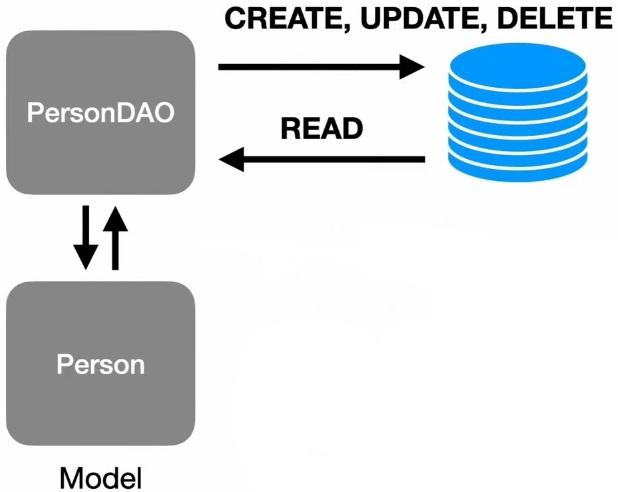 CREATE, UPDATE, DELETE
PersonDAO
READ
Person
Model